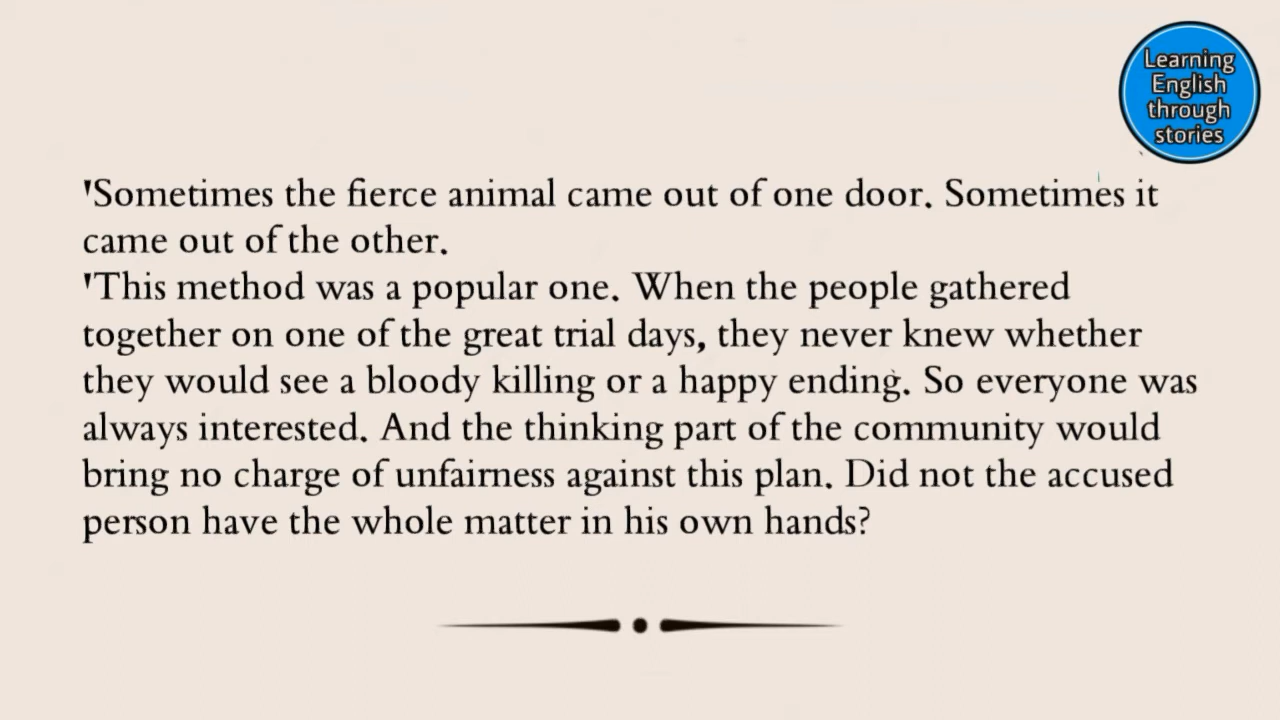 Learning
English
through
stories
'Sometimes the fierce animal came out of one door. Sometimes it
came out of the other.
'This method was a popular one. When the people gathered
together on one of the great trial days, they never knew whether
they would see a bloody killing or a happy ending. So everyone was
always interested. And the thinking part of the community would
bring no charge of unfairness against this plan. Did not the accused
person have the whole matter in his own hands?